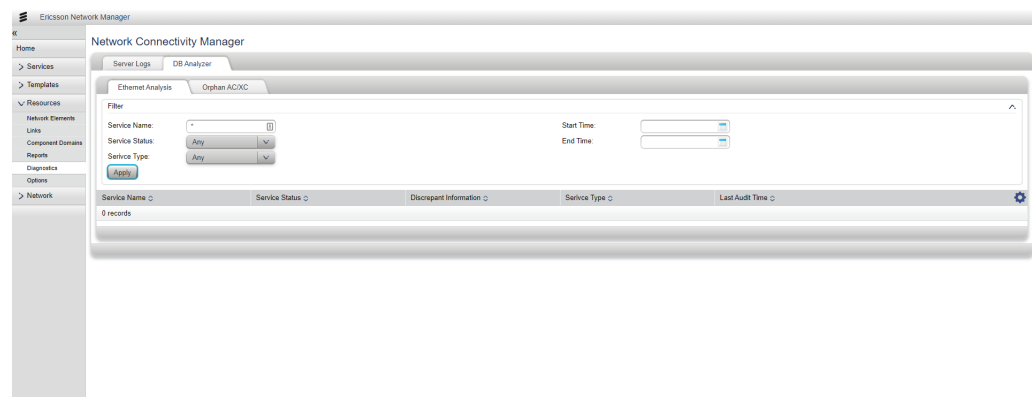 Ericsson Network Manager
«
Home
Services
Templates
Resources
Network Elements
Links
Component Domains
Reports
Diagnostics
Options
Network
Network Connectivity Manager
Server Logs DB Analyzer
Ethernet Analysis Orphan AC/XC
Filter
Service Name: * Start Time:
Service Status: Any End Time:
Serivce Type: Any
Apply
Service Name Service Status Discrepant Information Serivce Type Last Audit Time
0 records